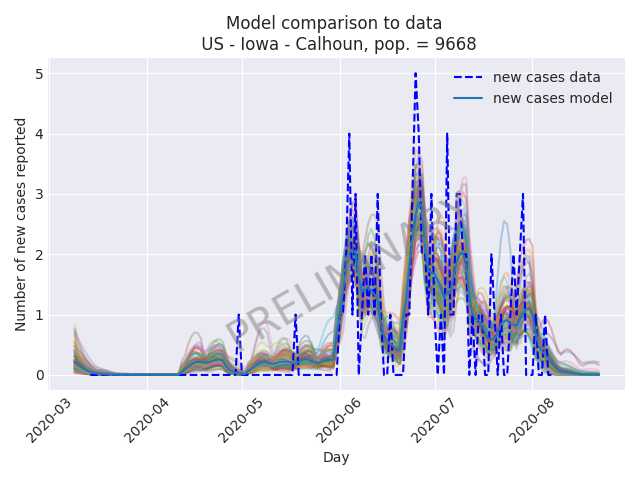 Model comparison to data
US - Iowa - Calhoun, pop. = 9668
new cases data
new cases model
Number of new cases reported
5
4
3
2
1
0
PRELIMINARY
2020-03
2020-04
2020-05
2020-06
2020-07
2020-08
Day